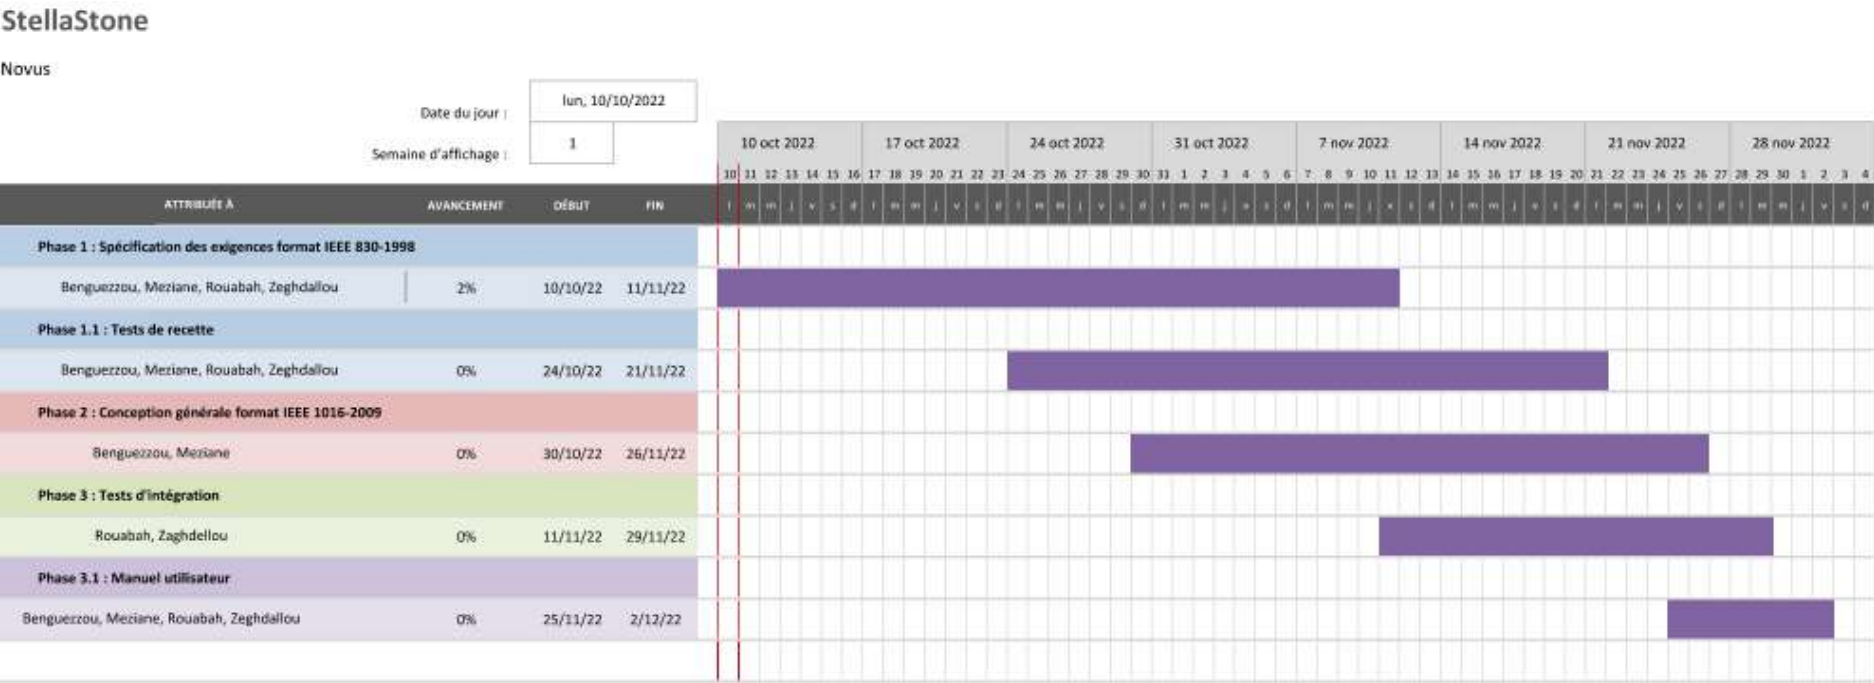 StellaStone
Novus
Date du jour : lun, 10/10/2022
Semaine d'affichage : 1
10 oct 2022 17 oct 2022 24 oct 2022 31 oct 2022 7 nov 2022 14 nov 2022 21 nov 2022 28 nov 2022
10 11 12 13 14 15 16 17 18 19 20 21 22 23 24 25 26 27 28 29 30 31 1 2 3 4 5 6 7 8 9 10 11 12 13 14 15 16 17 18 19 20 21 22 23 24 25 26 27 28 29 30 1 2 3 4
ATTRIBUÉE À AVANCEMENT DÉBUT FIN l m m j v s d l m m j v s d l m m j v s d l m m j v s d l m m j v s d l m m j v s d l m m j v s d l m m j v s d
Phase 1 : Spécification des exigences format IEEE 830-1998
Benguezzou, Meziane, Rouabah, Zeghdallou 2% 10/10/22 11/11/22
Phase 1.1 : Tests de recette
Benguezzou, Meziane, Rouabah, Zeghdallou 0% 24/10/22 21/11/22
Phase 2 : Conception générale format IEEE 1016-2009
Benguezzou, Meziane 0% 30/10/22 26/11/22
Phase 3 : Tests d'intégration
Rouabah, Zaghdellou 0% 11/11/22 29/11/22
Phase 3.1 : Manuel utilisateur
Benguezzou, Meziane, Rouabah, Zeghdallou 0% 25/11/22 2/12/22